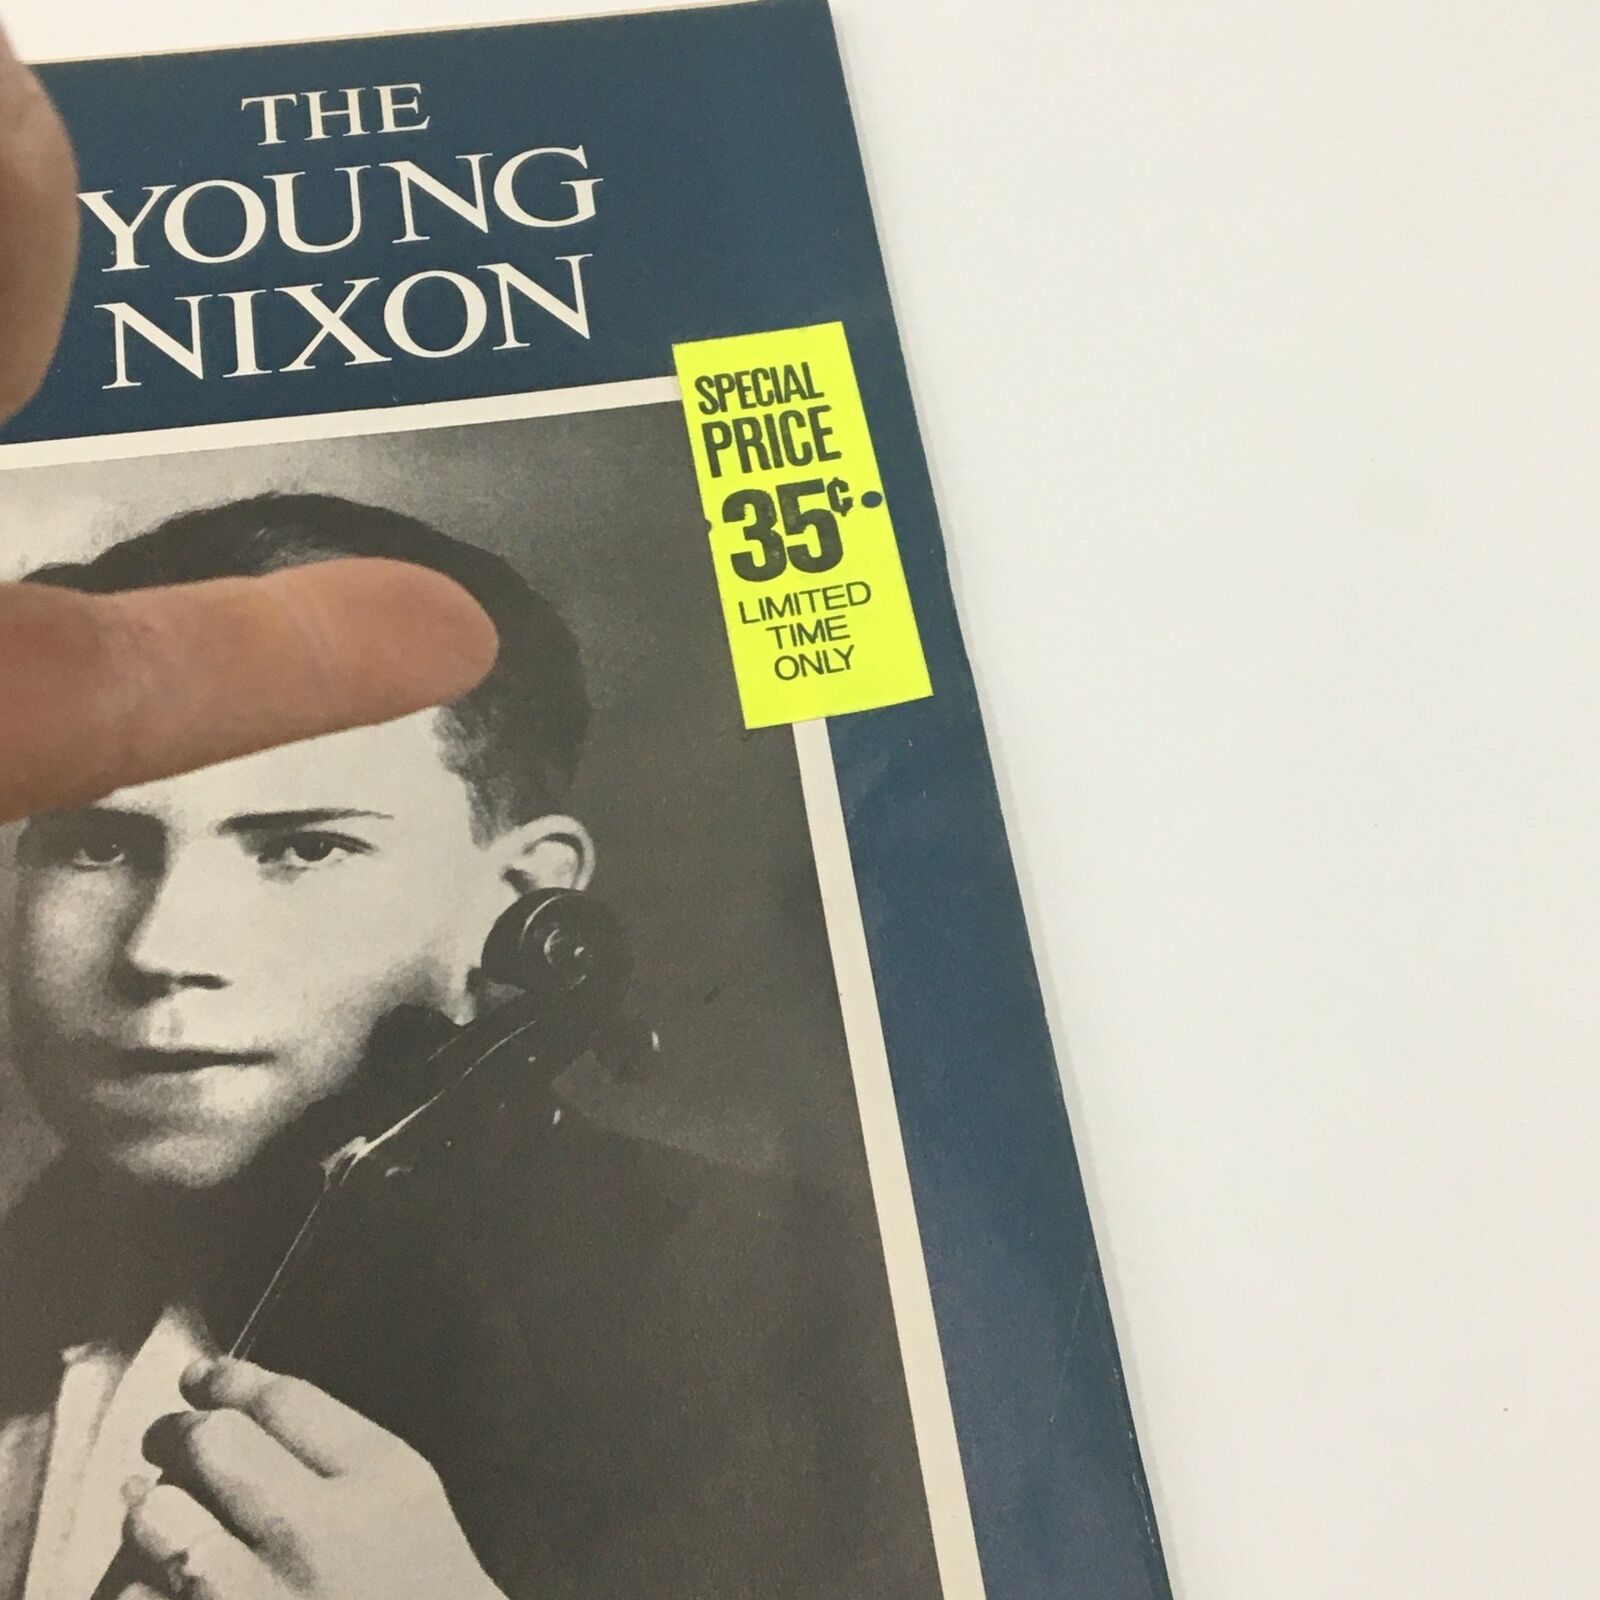 THE
YOUNG
NIXON
SPECIAL
PRICE
35¢
LIMITED
TIME
ONLY